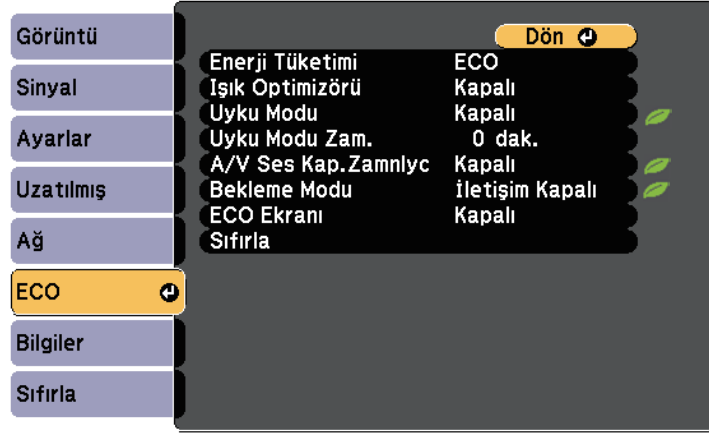 Görüntü
Sinyal
Ayarlar
Uzatılmış
Ağ
ECO
Bilgiler
Sıfırla
Dön
Enerji Tüketimi ECO
Işık Optimizörü Kapalı
Uyku Modu Kapalı
Uyku Modu Zam. 0 dak.
A/V Ses Kap.Zamnlyc Kapalı
Bekleme Modu İletişim Kapalı
ECO Ekranı Kapalı
Sıfırla